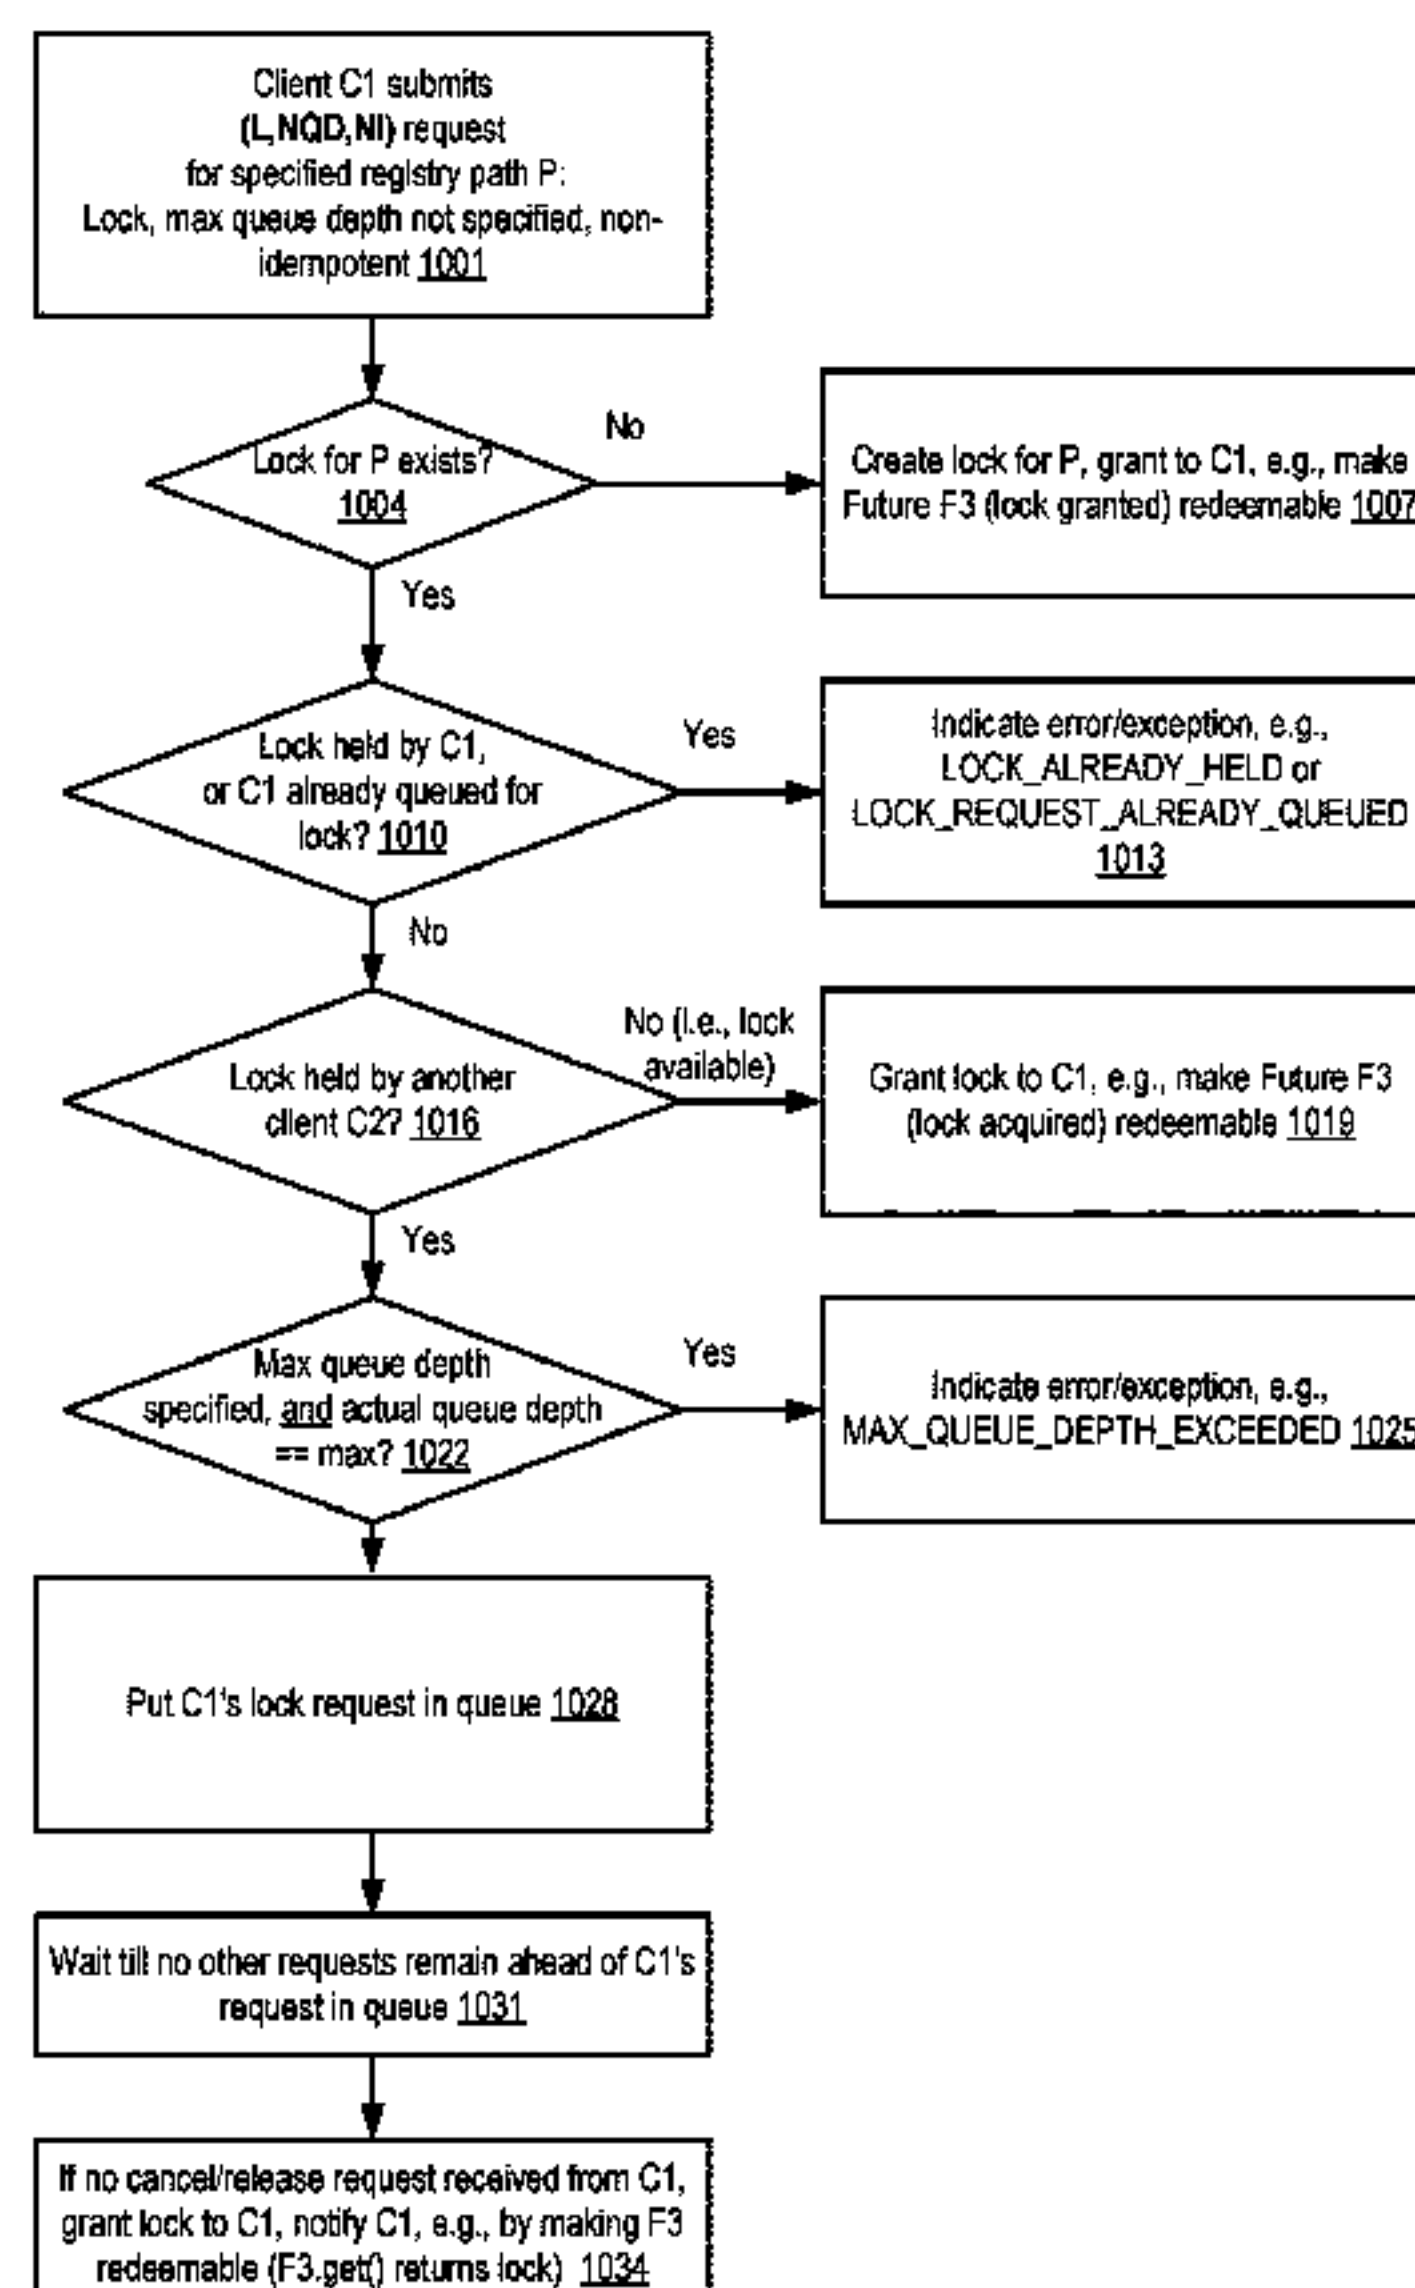 Client C1 submits
(L,NQD,NI) request
for specified registry path P:
Lock, max queue depth not specified, non-
idempotent 1001
Lock for P exists?
1004
No
Create lock for P, grant to C1, e.g., make
Future F3 (lock granted) redeemable 1007
Yes
Lock held by C1,
or C1 already queued for
lock? 1010
Yes
Indicate error/exception, e.g.,
LOCK_ALREADY_HELD or
LOCK_REQUEST_ALREADY_QUEUED
1013
No
Lock held by another
client C2? 1016
No (i.e., lock
available)
Grant lock to C1, e.g., make Future F3
(lock acquired) redeemable 1019
Yes
Max queue depth
specified, and actual queue depth
== max? 1022
Yes
Indicate error/exception, e.g.,
MAX_QUEUE_DEPTH_EXCEEDED 1025
Put C1's lock request in queue 1028
Wait till no other requests remain ahead of C1's
request in queue 1031
If no cancel/release request received from C1,
grant lock to C1, notify C1, e.g., by making F3
redeemable (F3.get() returns lock) 1034